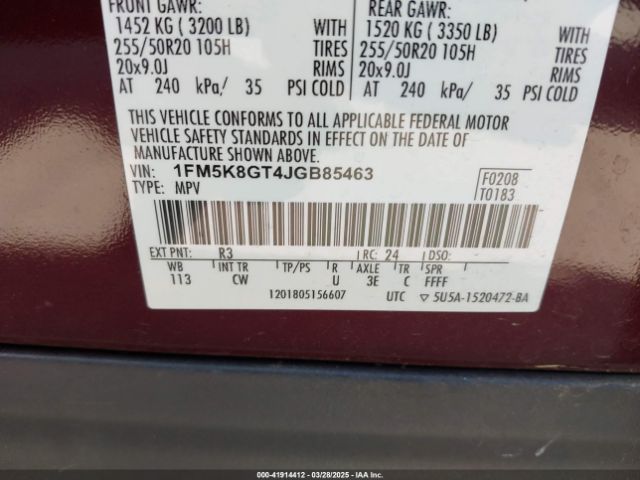 FRONT GAWR: REAR GAWR:
1452 KG ( 3200 LB) WITH 1520 KG ( 3350 LB) WITH
255/50R20 105H TIRES 255/50R20 105H TIRES
20x9.0J RIMS 20x9.0J RIMS
AT 240 kPa/ 35 PSI COLD AT 240 kPa/ 35 PSI COLD
THIS VEHICLE CONFORMS TO ALL APPLICABLE FEDERAL MOTOR
VEHICLE SAFETY STANDARDS IN EFFECT ON THE DATE OF
MANUFACTURE SHOWN ABOVE.
VIN: 1FM5K8GT4JGB85463
TYPE: MPV
F0208
T0183
EXT PNT: R3 RC: 24 DSO:
WB INT TR TP/PS R AXLE TR SPR
113 CW U 3E C FFFF
1201805156607 UTC ▽ 5U5A-1520472-BA
000-41914412 | 03/28/2025 - IAAI.COM